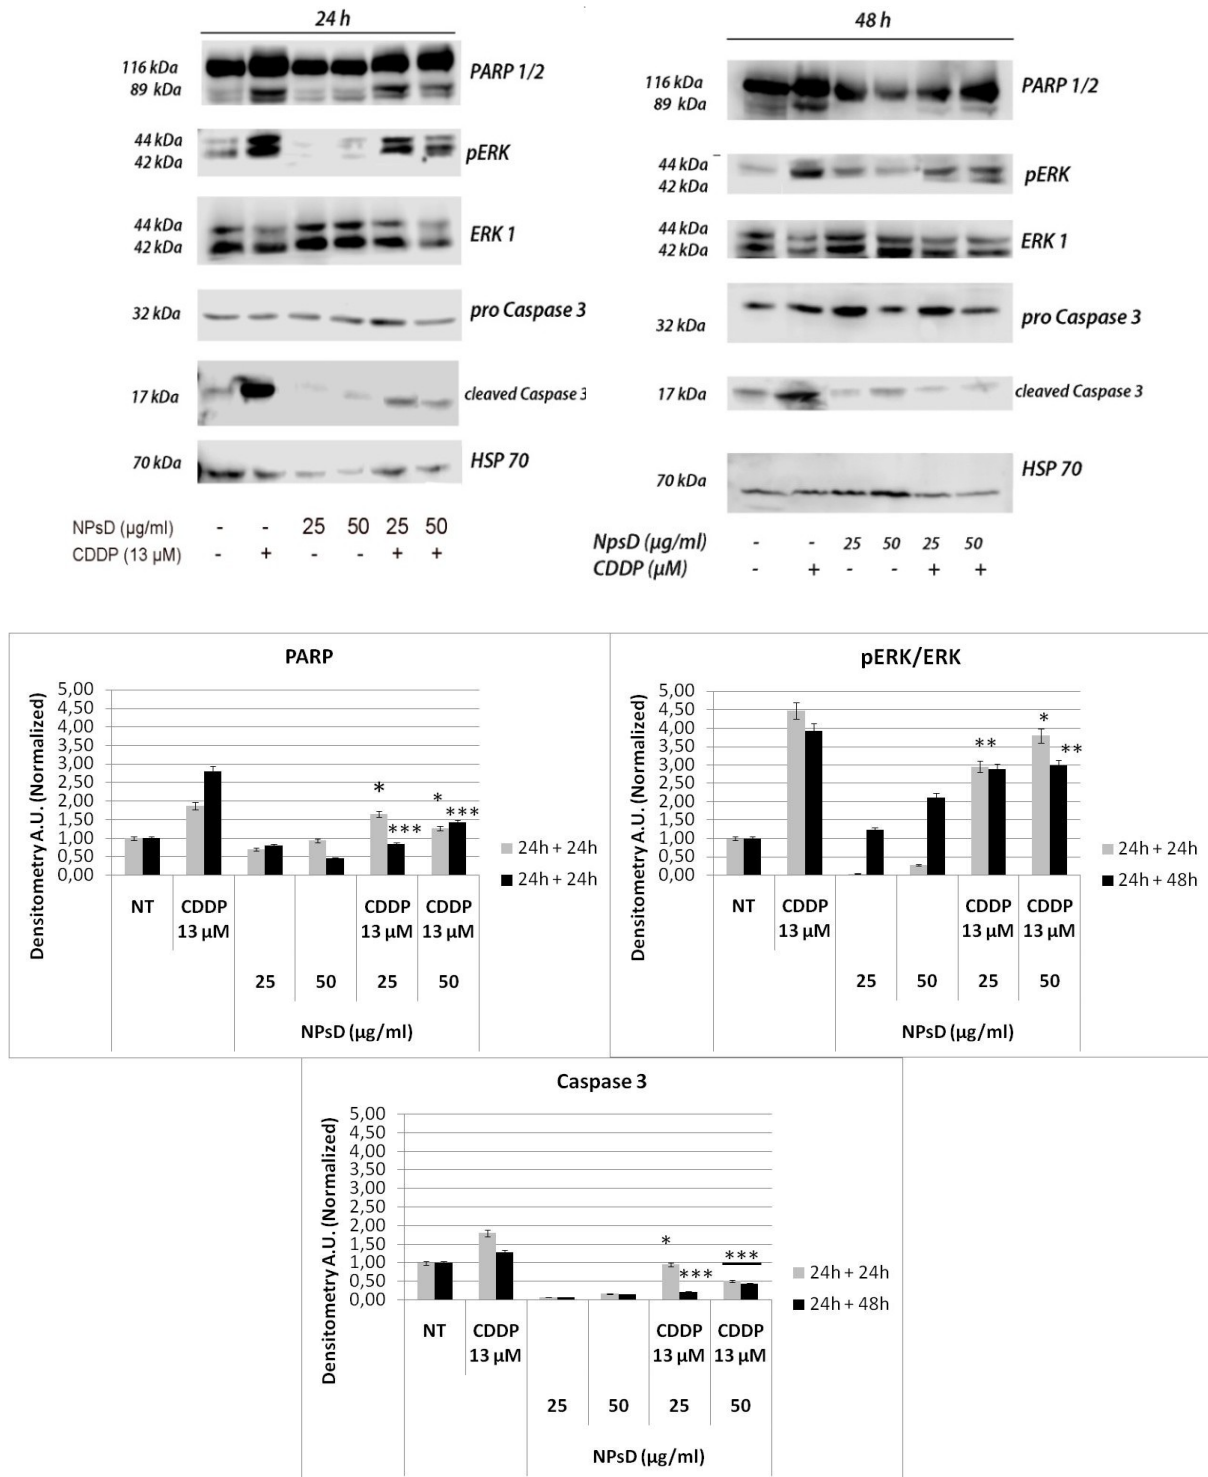 24 h
116 kDa
89 kDa
PARP 1/2
44 kDa
42 kDa
pERK
44 kDa
42 kDa
ERK 1
32 kDa
pro Caspase 3
17 kDa
cleaved Caspase 3
70 kDa
HSP 70
NPsD (µg/ml) - - 25 50 25 50
CDDP (13 µM) - + - - + +
48 h
116 kDa
89 kDa
PARP 1/2
44 kDa
42 kDa
pERK
44 kDa
42 kDa
ERK 1
32 kDa
pro Caspase 3
17 kDa
cleaved Caspase 3
70 kDa
HSP 70
NpsD (µg/ml) - - 25 50 25 50
CDDP (µM) - + - - + +
PARP
Densitometry A.U. (Normalized)
5,00
4,50
4,00
3,50
3,00
2,50
2,00
1,50
1,00
0,50
0,00
* *** * ***
24h + 24h
24h + 24h
NT CDDP CDDP CDDP
13 µM 13 µM 13 µM
25 50 25 50
NPsD (µg/ml)
pERK/ERK
Densitometry A.U. (Normalized)
5,00
4,50
4,00
3,50
3,00
2,50
2,00
1,50
1,00
0,50
0,00
** * **
24h + 24h
24h + 48h
NT CDDP CDDP CDDP
13 µM 13 µM 13 µM
25 50 25 50
NPsD (µg/ml)
Caspase 3
Densitometry A.U. (Normalized)
5,00
4,50
4,00
3,50
3,00
2,50
2,00
1,50
1,00
0,50
0,00
* *** ***
24h + 24h
24h + 48h
NT CDDP CDDP CDDP
13 µM 13 µM 13 µM
25 50 25 50
NPsD (µg/ml)